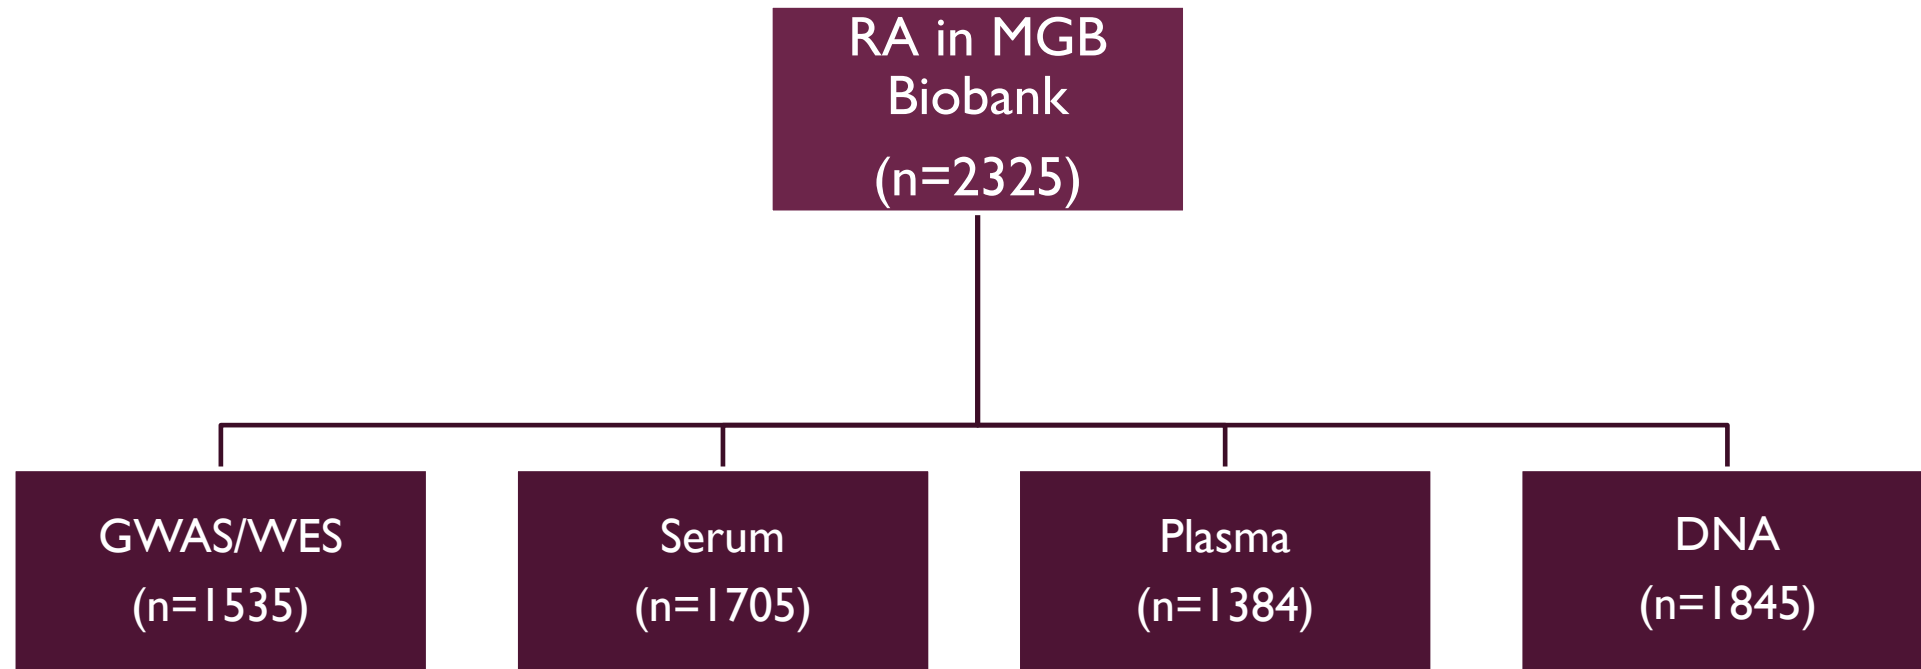 RA in MGB
Biobank
(n=2325)
GWAS/WES
(n=1535)
Serum
(n=1705)
Plasma
(n=1384)
DNA
(n=1845)